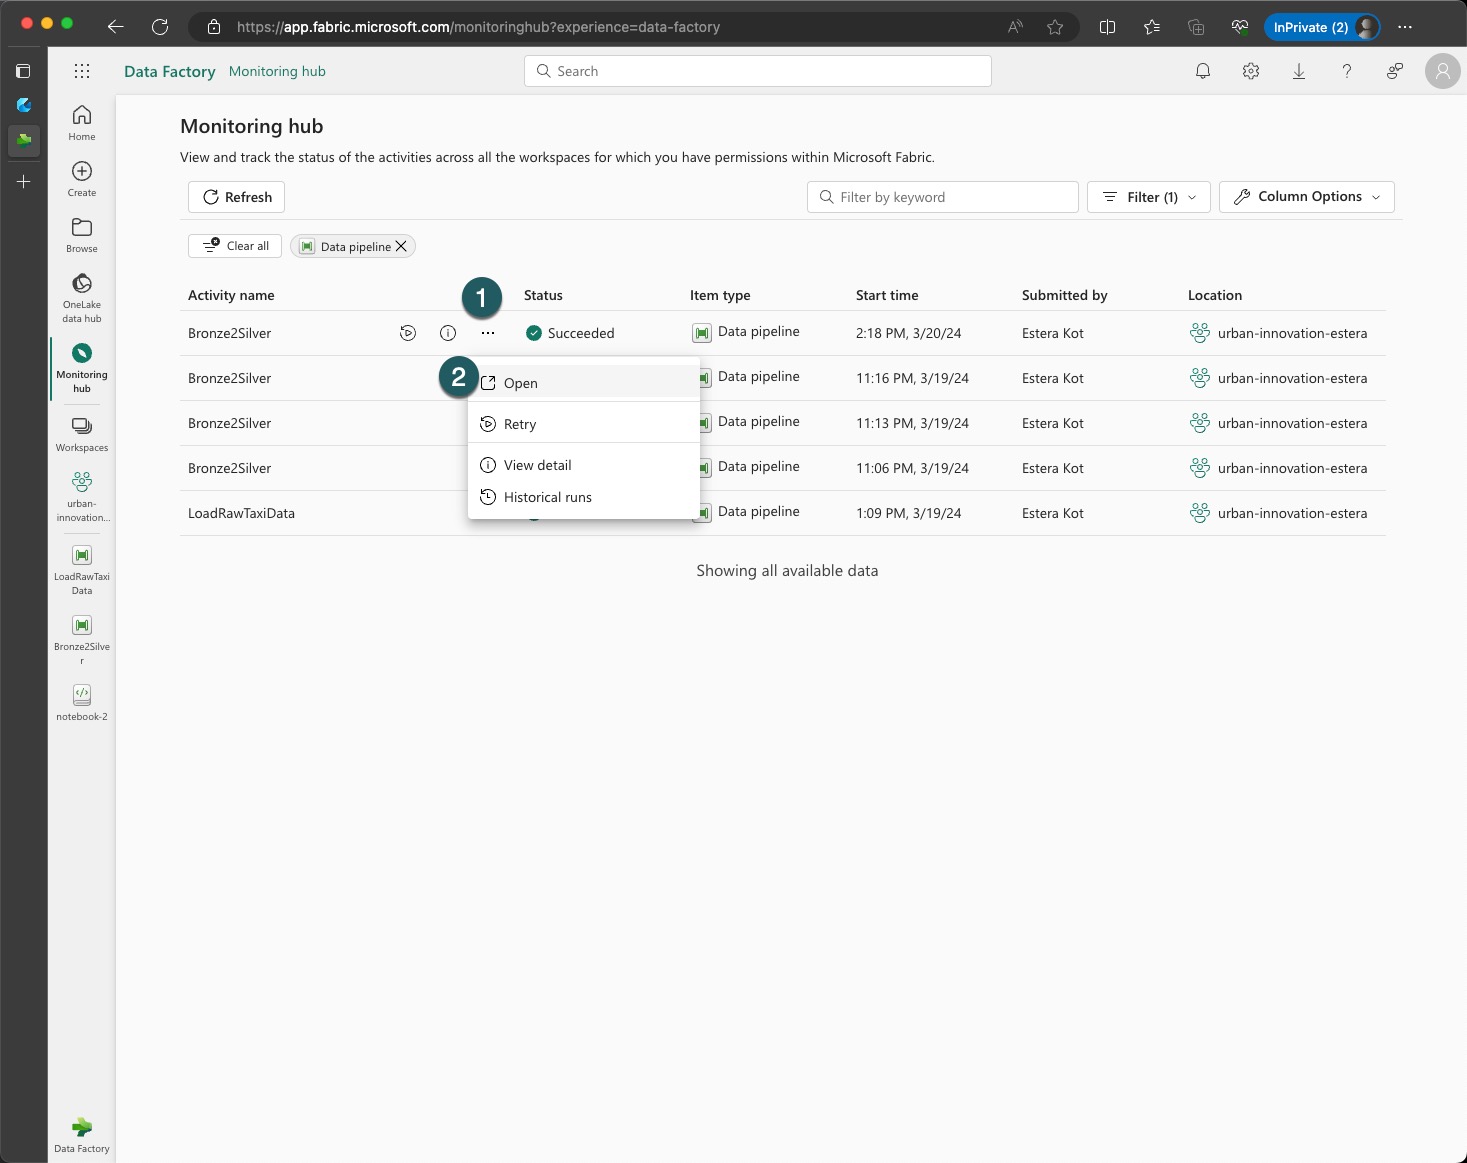 https://app.fabric.microsoft.com/monitoringhub?experience=data-factory
InPrivate (2)
Data Factory Monitoring hub
Search
Home
Create
Browse
OneLake
data hub
Monitoring
hub
Workspaces
urban-
innovation...
LoadRawTaxi
Data
Bronze2Silve
r
notebook-2
Data Factory
Monitoring hub
View and track the status of the activities across all the workspaces for which you have permissions within Microsoft Fabric.
Refresh
Filter by keyword
Filter (1)
Column Options
Clear all
Data pipeline
Activity name 1 Status Item type Start time Submitted by Location
Bronze2Silver Succeeded Data pipeline 2:18 PM, 3/20/24 Estera Kot urban-innovation-estera
Bronze2Silver Data pipeline 11:16 PM, 3/19/24 Estera Kot urban-innovation-estera
Bronze2Silver Data pipeline 11:13 PM, 3/19/24 Estera Kot urban-innovation-estera
Bronze2Silver Data pipeline 11:06 PM, 3/19/24 Estera Kot urban-innovation-estera
LoadRawTaxiData Data pipeline 1:09 PM, 3/19/24 Estera Kot urban-innovation-estera
2 Open
Retry
View detail
Historical runs
Showing all available data